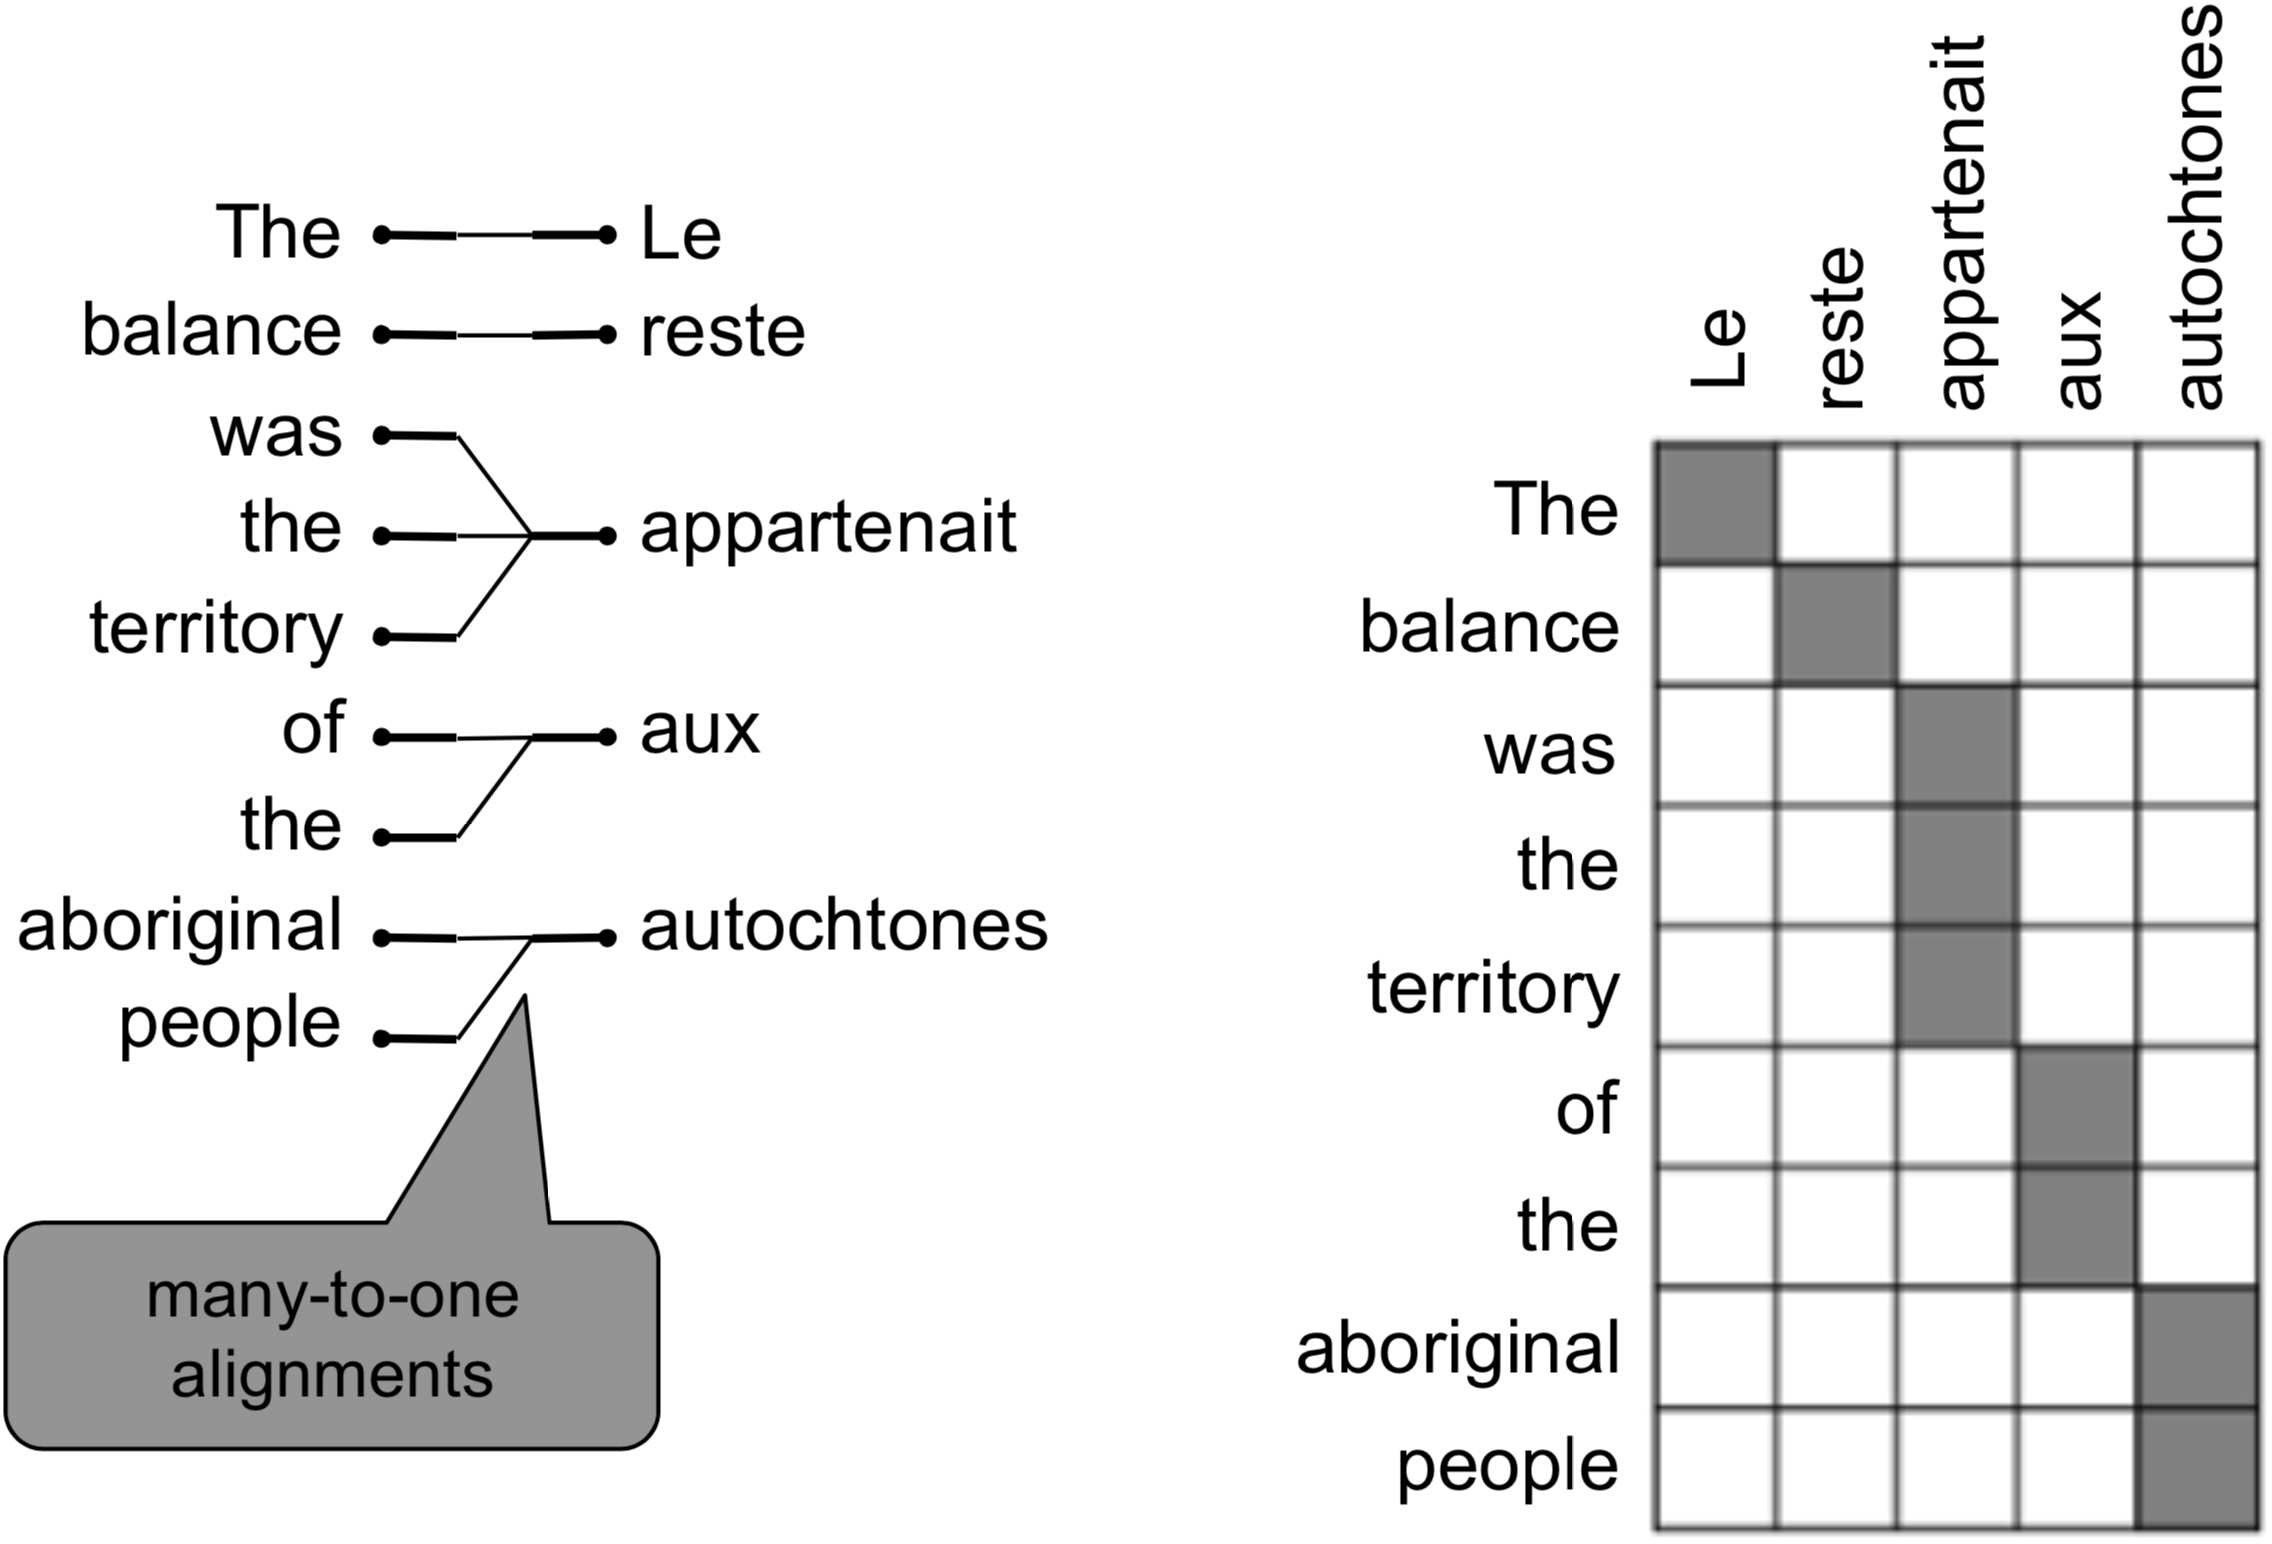 The Le
balance reste
was
the appartenait
territory
of aux
the
aboriginal autochtones
people
many-to-one
alignments
Le reste appartenait aux autochtones
The
balance
was
the
territory
of
the
aboriginal
people